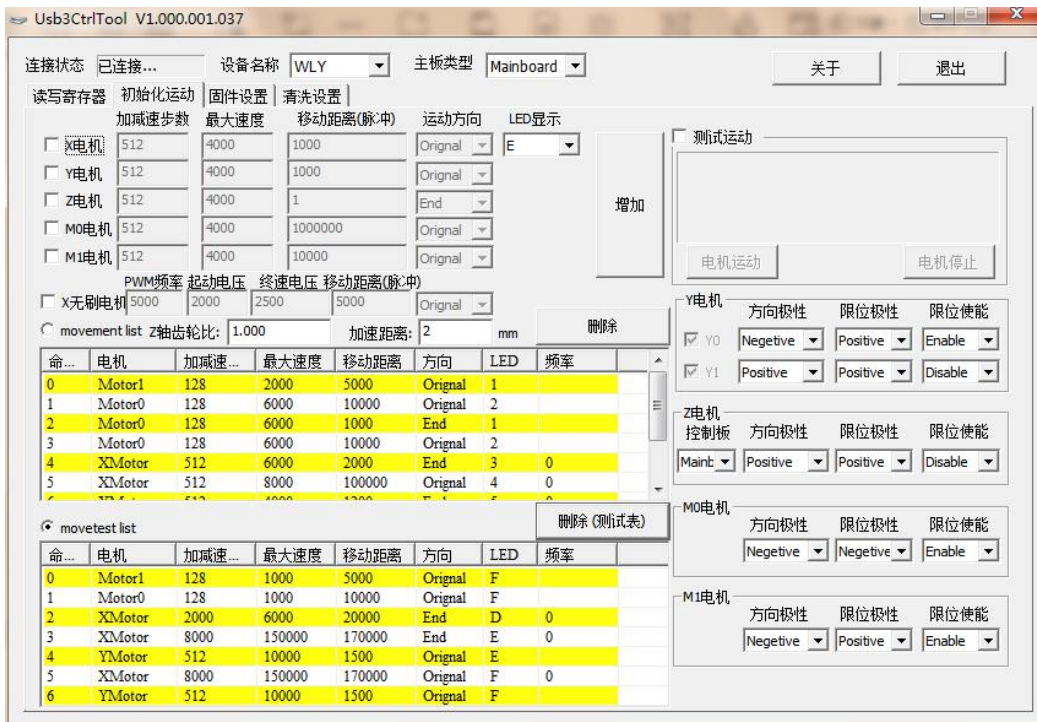 Usb3CtrlTool V1.000.001.037
连接状态 已连接... 设备名称 WLY 主板类型 Mainboard 关于 退出
读写寄存器 初始化运动 固件设置 清洗设置
加减速步数 最大速度 移动距离(脉冲) 运动方向 LED显示
X电机 512 4000 1000 Orignal E
Y电机 512 4000 1000 Orignal
Z电机 512 4000 1 End
M0电机 512 4000 1000000 Orignal
M1电机 512 4000 10000 Orignal
增加
PWM频率 起动电压 终速电压 移动距离(脉冲)
X无刷电机 5000 2000 2500 5000 Orignal
movement list Z轴齿轮比: 1.000 加速距离: 2 mm 删除
命... 电机 加减速... 最大速度 移动距离 方向 LED 频率
0 Motor1 128 2000 5000 Orignal 1
1 Motor0 128 6000 10000 Orignal 2
2 Motor0 128 6000 1000 End 1
3 Motor0 128 6000 10000 Orignal 2
4 XMotor 512 6000 2000 End 3 0
5 XMotor 512 8000 100000 Orignal 4 0
movetest list 删除(测试表)
命... 电机 加减速... 最大速度 移动距离 方向 LED 频率
0 Motor1 128 1000 5000 Orignal F
1 Motor0 128 1000 10000 Orignal F
2 XMotor 2000 6000 20000 End D 0
3 XMotor 8000 150000 170000 End E 0
4 YMotor 512 10000 1500 Orignal E
5 XMotor 8000 150000 170000 Orignal F 0
6 YMotor 512 10000 1500 Orignal F
测试运动
电机运动 电机停止
Y电机
方向极性 限位极性 限位使能
Y0 Negetive Positive Enable
Y1 Positive Positive Disable
Z电机
控制板 方向极性 限位极性 限位使能
Mainb Positive Positive Disable
M0电机
方向极性 限位极性 限位使能
Negetive Negetive Enable
M1电机
方向极性 限位极性 限位使能
Negetive Positive Enable